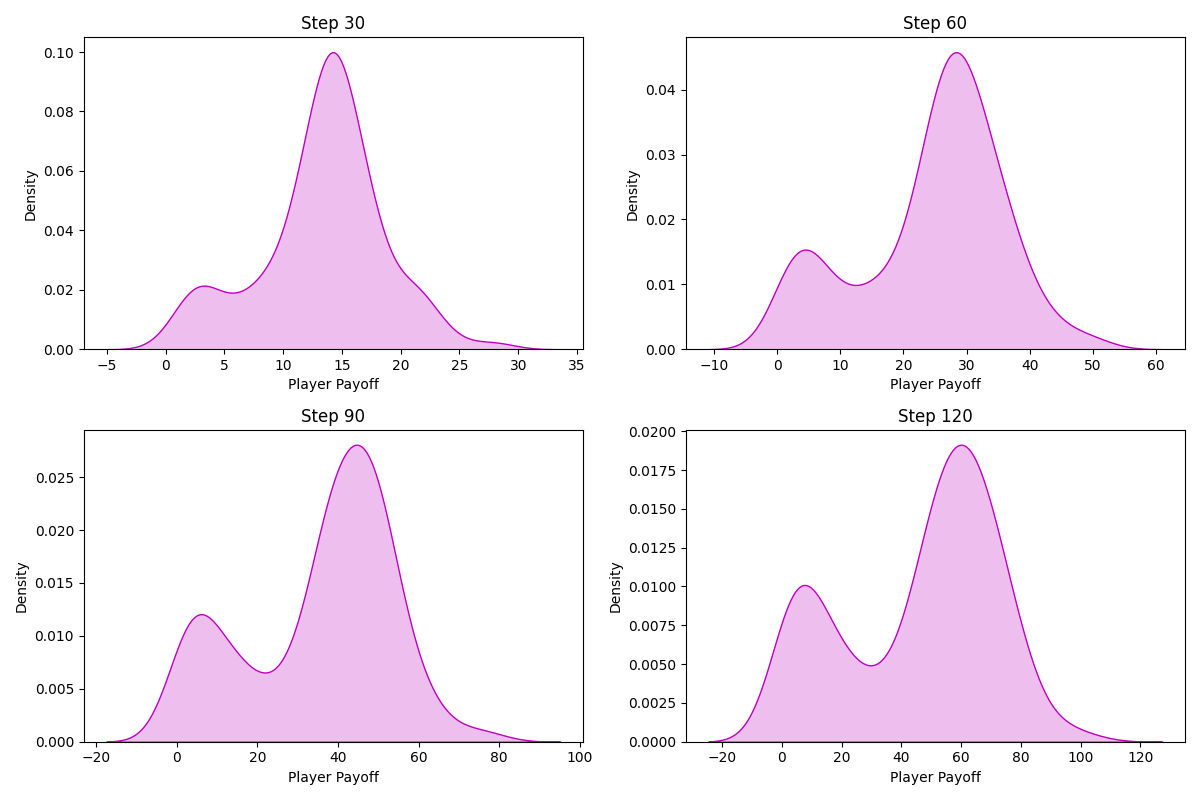 Step 30
0.10
0.08
0.06
0.04
0.02
0.00
Density
−5 0 5 10 15 20 25 30 35
Player Payoff
Step 60
0.04
0.03
0.02
0.01
0.00
Density
−10 0 10 20 30 40 50 60
Player Payoff
Step 90
0.025
0.020
0.015
0.010
0.005
0.000
Density
−20 0 20 40 60 80 100
Player Payoff
Step 120
0.0200
0.0175
0.0150
0.0125
0.0100
0.0075
0.0050
0.0025
0.0000
Density
−20 0 20 40 60 80 100 120
Player Payoff